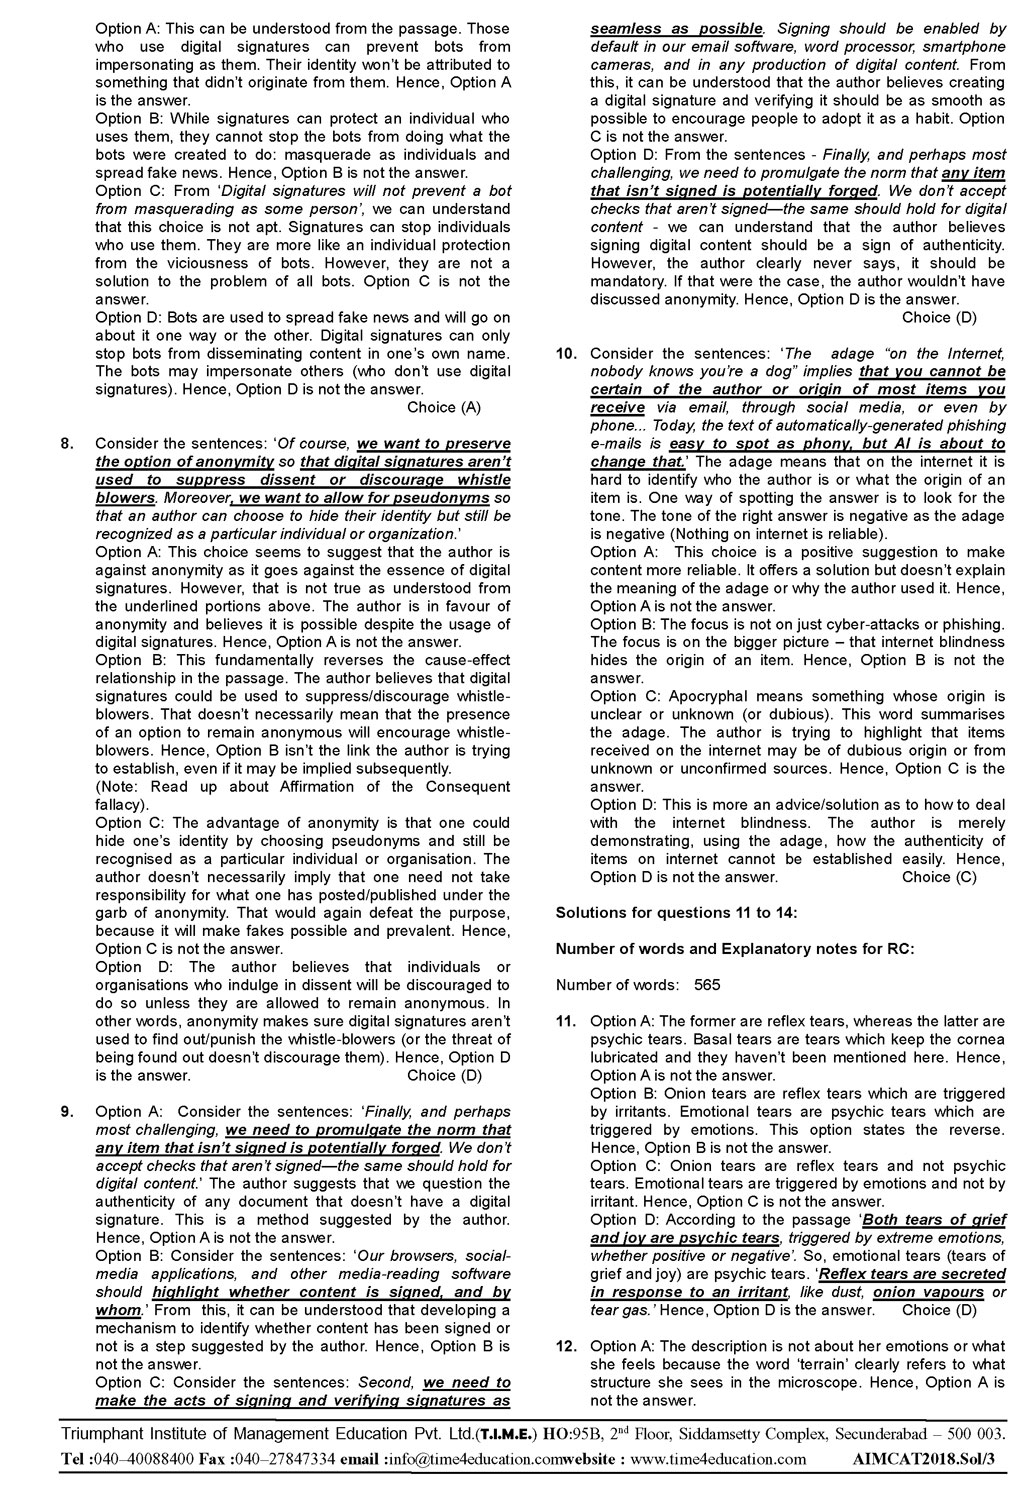 Option A: This can be understood from the passage. Those
who use digital signatures can prevent bots from
impersonating as them. Their identity won't be attributed to
something that didn't originate from them. Hence, Option A
is the answer.
Option B: While signatures can protect an individual who
uses them, they cannot stop the bots from doing what the
bots were created to do: masquerade as individuals and
spread fake news. Hence, Option B is not the answer.
Option C: From 'Digital signatures will not prevent a bot
from masquerading as some person', we can understand
that this choice is not apt. Signatures can stop individuals
who use them. They are more like an individual protection
from the viciousness of bots. However, they are not a
solution to the problem of all bots. Option C is not the
answer.
Option D: Bots are used to spread fake news and will go on
about it one way or the other. Digital signatures can only
stop bots from disseminating content in one's own name.
The bots may impersonate others (who don't use digital
signatures). Hence, Option D is not the answer.
Choice (A)
8. Consider the sentences: 'Of course, we want to preserve
the option of anonymity so that digital signatures aren't
used to suppress dissent or discourage whistle
blowers. Moreover, we want to allow for pseudonyms so
that an author can choose to hide their identity but still be
recognized as a particular individual or organization.'
Option A: This choice seems to suggest that the author is
against anonymity as it goes against the essence of digital
signatures. However, that is not true as understood from
the underlined portions above. The author is in favour of
anonymity and believes it is possible despite the usage of
digital signatures. Hence, Option A is not the answer.
Option B: This fundamentally reverses the cause-effect
relationship in the passage. The author believes that digital
signatures could be used to suppress/discourage whistle-
blowers. That doesn't necessarily mean that the presence
of an option to remain anonymous will encourage whistle-
blowers. Hence, Option B isn't the link the author is trying
to establish, even if it may be implied subsequently.
(Note: Read up about Affirmation of the Consequent
fallacy).
Option C: The advantage of anonymity is that one could
hide one's identity by choosing pseudonyms and still be
recognised as a particular individual or organisation. The
author doesn't necessarily imply that one need not take
responsibility for what one has posted/published under the
garb of anonymity. That would again defeat the purpose,
because it will make fakes possible and prevalent. Hence,
Option C is not the answer.
Option D: The author believes that individuals or
organisations who indulge in dissent will be discouraged to
do so unless they are allowed to remain anonymous. In
other words, anonymity makes sure digital signatures aren't
used to find out/punish the whistle-blowers (or the threat of
being found out doesn't discourage them). Hence, Option D
is the answer. Choice (D)
9. Option A: Consider the sentences: 'Finally, and perhaps
most challenging, we need to promulgate the norm that
any item that isn't signed is potentially forged. We don't
accept checks that aren't signed—the same should hold for
digital content.' The author suggests that we question the
authenticity of any document that doesn't have a digital
signature. This is a method suggested by the author.
Hence, Option A is not the answer.
Option B: Consider the sentences: 'Our browsers, social-
media applications, and other media-reading software
should highlight whether content is signed, and by
whom.' From this, it can be understood that developing a
mechanism to identify whether content has been signed or
not is a step suggested by the author. Hence, Option B is
not the answer.
Option C: Consider the sentences: Second, we need to
make the acts of signing and verifying signatures as
seamless as possible. Signing should be enabled by
default in our email software, word processor, smartphone
cameras, and in any production of digital content. From
this, it can be understood that the author believes creating
a digital signature and verifying it should be as smooth as
possible to encourage people to adopt it as a habit. Option
C is not the answer.
Option D: From the sentences - Finally, and perhaps most
challenging, we need to promulgate the norm that any item
that isn't signed is potentially forged. We don't accept
checks that aren't signed—the same should hold for digital
content - we can understand that the author believes
signing digital content should be a sign of authenticity.
However, the author clearly never says, it should be
mandatory. If that were the case, the author wouldn't have
discussed anonymity. Hence, Option D is the answer.
Choice (D)
10. Consider the sentences: 'The adage "on the Internet,
nobody knows you're a dog" implies that you cannot be
certain of the author or origin of most items you
receive via email, through social media, or even by
phone... Today, the text of automatically-generated phishing
e-mails is easy to spot as phony, but AI is about to
change that.' The adage means that on the internet it is
hard to identify who the author is or what the origin of an
item is. One way of spotting the answer is to look for the
tone. The tone of the right answer is negative as the adage
is negative (Nothing on internet is reliable).
Option A: This choice is a positive suggestion to make
content more reliable. It offers a solution but doesn't explain
the meaning of the adage or why the author used it. Hence,
Option A is not the answer.
Option B: The focus is not on just cyber-attacks or phishing.
The focus is on the bigger picture – that internet blindness
hides the origin of an item. Hence, Option B is not the
answer.
Option C: Apocryphal means something whose origin is
unclear or unknown (or dubious). This word summarises
the adage. The author is trying to highlight that items
received on the internet may be of dubious origin or from
unknown or unconfirmed sources. Hence, Option C is the
answer.
Option D: This is more an advice/solution as to how to deal
with the internet blindness. The author is merely
demonstrating, using the adage, how the authenticity of
items on internet cannot be established easily. Hence,
Option D is not the answer. Choice (C)
Solutions for questions 11 to 14:
Number of words and Explanatory notes for RC:
Number of words: 565
11. Option A: The former are reflex tears, whereas the latter are
psychic tears. Basal tears are tears which keep the cornea
lubricated and they haven't been mentioned here. Hence,
Option A is not the answer.
Option B: Onion tears are reflex tears which are triggered
by irritants. Emotional tears are psychic tears which are
triggered by emotions. This option states the reverse.
Hence, Option B is not the answer.
Option C: Onion tears are reflex tears and not psychic
tears. Emotional tears are triggered by emotions and not by
irritant. Hence, Option C is not the answer.
Option D: According to the passage 'Both tears of grief
and joy are psychic tears, triggered by extreme emotions,
whether positive or negative'. So, emotional tears (tears of
grief and joy) are psychic tears. 'Reflex tears are secreted
in response to an irritant, like dust, onion vapours or
tear gas.' Hence, Option D is the answer. Choice (D)
12. Option A: The description is not about her emotions or what
she feels because the word 'terrain' clearly refers to what
structure she sees in the microscope. Hence, Option A is
not the answer.
Triumphant Institute of Management Education Pvt. Ltd.(T.I.M.E.) HO:95B, 2nd Floor, Siddamsetty Complex, Secunderabad – 500 003.
Tel :040–40088400 Fax :040–27847334 email :info@time4education.comwebsite : www.time4education.com AIMCAT2018.Sol/3